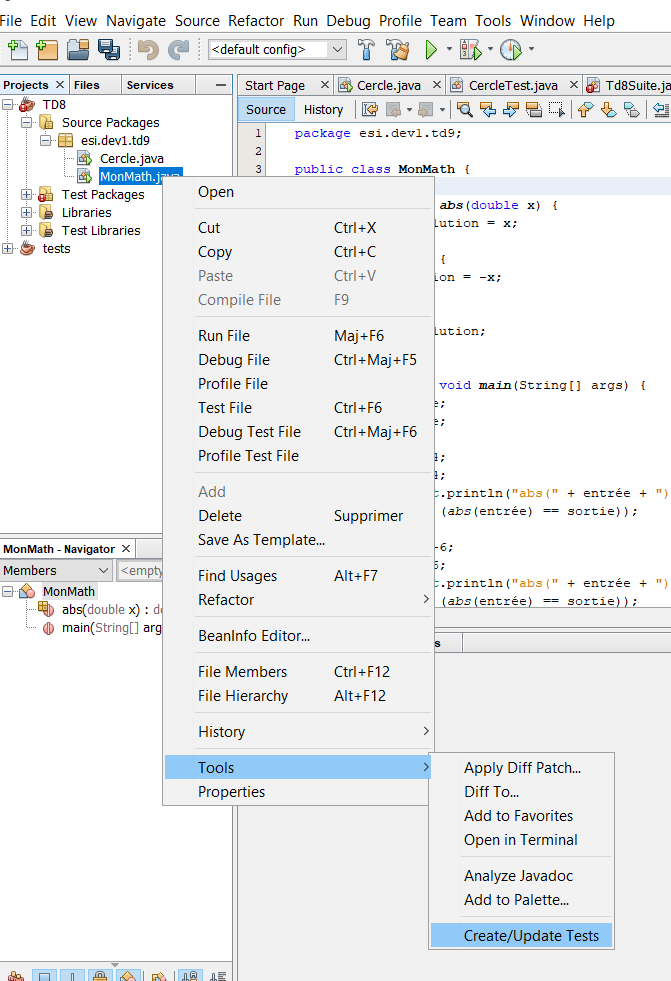 File Edit View Navigate Source Refactor Run Debug Profile Team Tools Window Help
<default config>
Projects Files Services
Start Page Cercle.java CercleTest.java Td8Suite.ja
Source History
TD8
Source Packages
esi.dev1.td9
Cercle.java
MonMath.java
Test Packages
Libraries
Test Libraries
tests
1 package esi.dev1.td9;
2
3 public class MonMath {
abs(double x) {
lution = x;
{
ion = -x;
lution;
void main(String[] args) {
e;
e;
4;
4;
t.println("abs(" + entrée + ")
(abs(entrée) == sortie));
-6;
6;
t.println("abs(" + entrée + ")
(abs(entrée) == sortie));
Open
Cut Ctrl+X
Copy Ctrl+C
Paste Ctrl+V
Compile File F9
Run File Maj+F6
Debug File Ctrl+Maj+F5
Profile File
Test File Ctrl+F6
Debug Test File Ctrl+Maj+F6
Profile Test File
Add
Delete Supprimer
Save As Template...
Find Usages Alt+F7
Refactor
BeanInfo Editor...
File Members Ctrl+F12
File Hierarchy Alt+F12
History
Tools
Properties
MonMath - Navigator
Members <empty
MonMath
abs(double x) : do
main(String[] arg
s
Apply Diff Patch...
Diff To...
Add to Favorites
Open in Terminal
Analyze Javadoc
Add to Palette...
Create/Update Tests